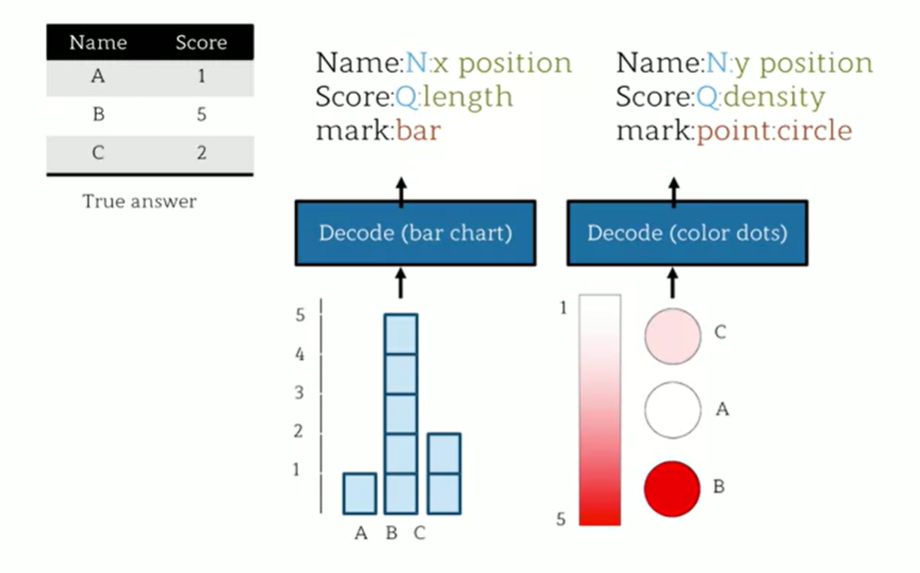 Name Score
A 1
B 5
C 2
True answer
Name:N:x position
Score:Q:length
mark:bar
Name:N:y position
Score:Q:density
mark:point:circle
Decode (bar chart)
Decode (color dots)
5
4
3
2
1
A B C
1
5
C
A
B